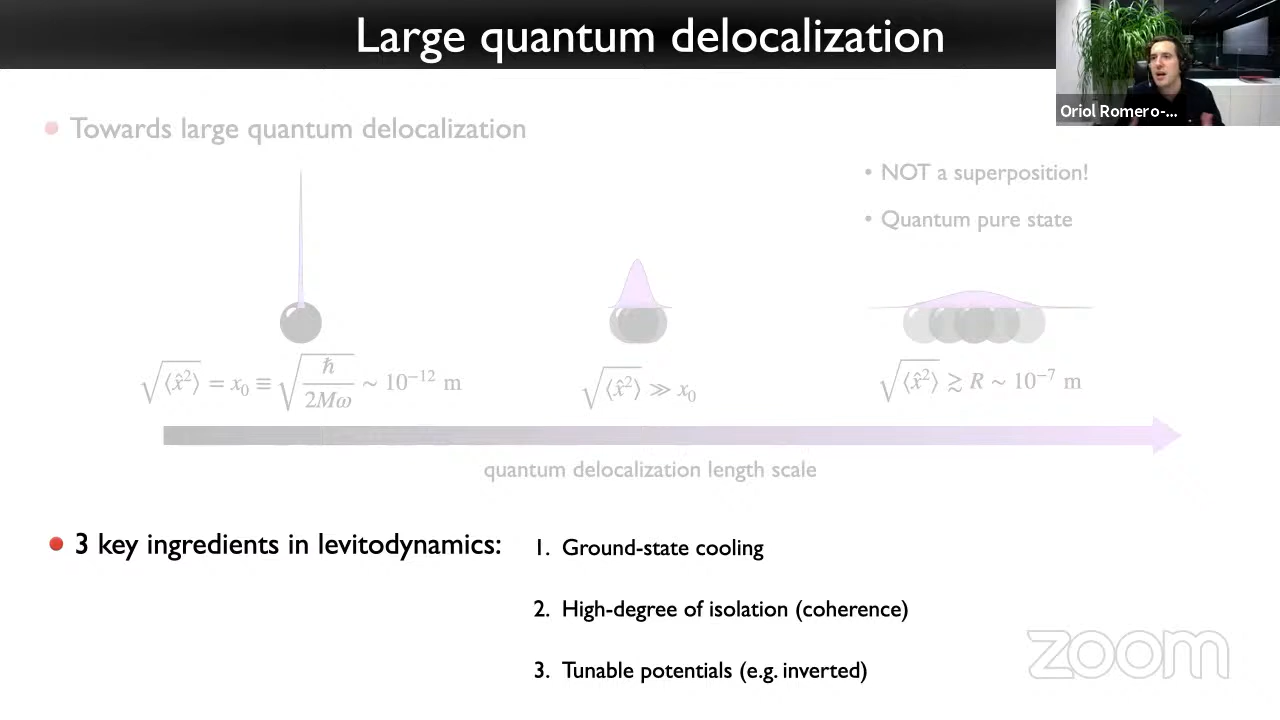 Large quantum delocalization
Oriol Romero-...
Towards large quantum delocalization
• NOT a superposition!
• Quantum pure state
√⟨x̂²⟩ = x₀ ≡ √(ℏ/2Mω) ~ 10⁻¹² m
√⟨x̂²⟩ ≫ x₀
√⟨x̂²⟩ ≳ R ~ 10⁻⁷ m
quantum delocalization length scale
3 key ingredients in levitodynamics:
1. Ground-state cooling
2. High-degree of isolation (coherence)
3. Tunable potentials (e.g. inverted)
zoom